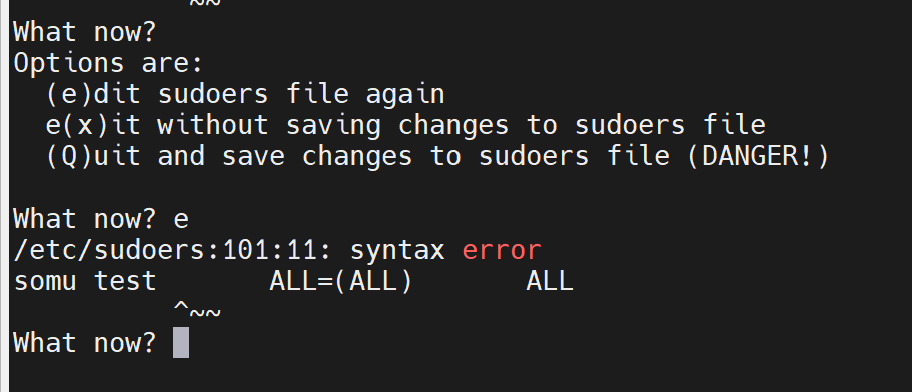 ~~
What now?
Options are:
  (e)dit sudoers file again
  e(x)it without saving changes to sudoers file
  (Q)uit and save changes to sudoers file (DANGER!)

What now? e
/etc/sudoers:101:11: syntax error
somu test       ALL=(ALL)       ALL
          ^~~
What now?